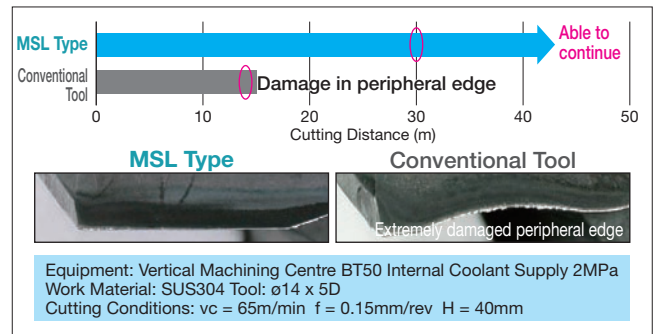 MSL Type
Able to
continue
Conventional
Tool
Damage in peripheral edge
0 10 20 30 40 50
Cutting Distance (m)
MSL Type Conventional Tool
Extremely damaged peripheral edge
Equipment: Vertical Machining Centre BT50 Internal Coolant Supply 2MPa
Work Material: SUS304 Tool: ø14 x 5D
Cutting Conditions: vc = 65m/min f = 0.15mm/rev H = 40mm